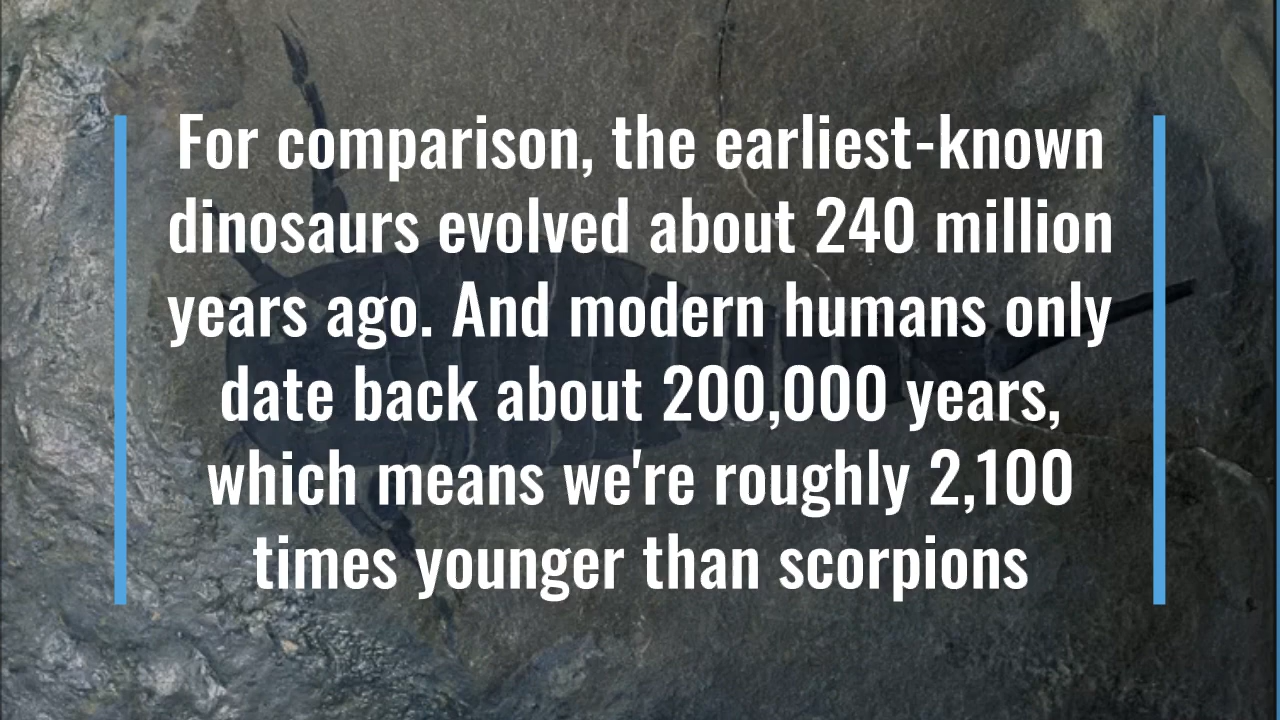 For comparison, the earliest-known
dinosaurs evolved about 240 million
years ago. And modern humans only
date back about 200,000 years,
which means we're roughly 2,100
times younger than scorpions